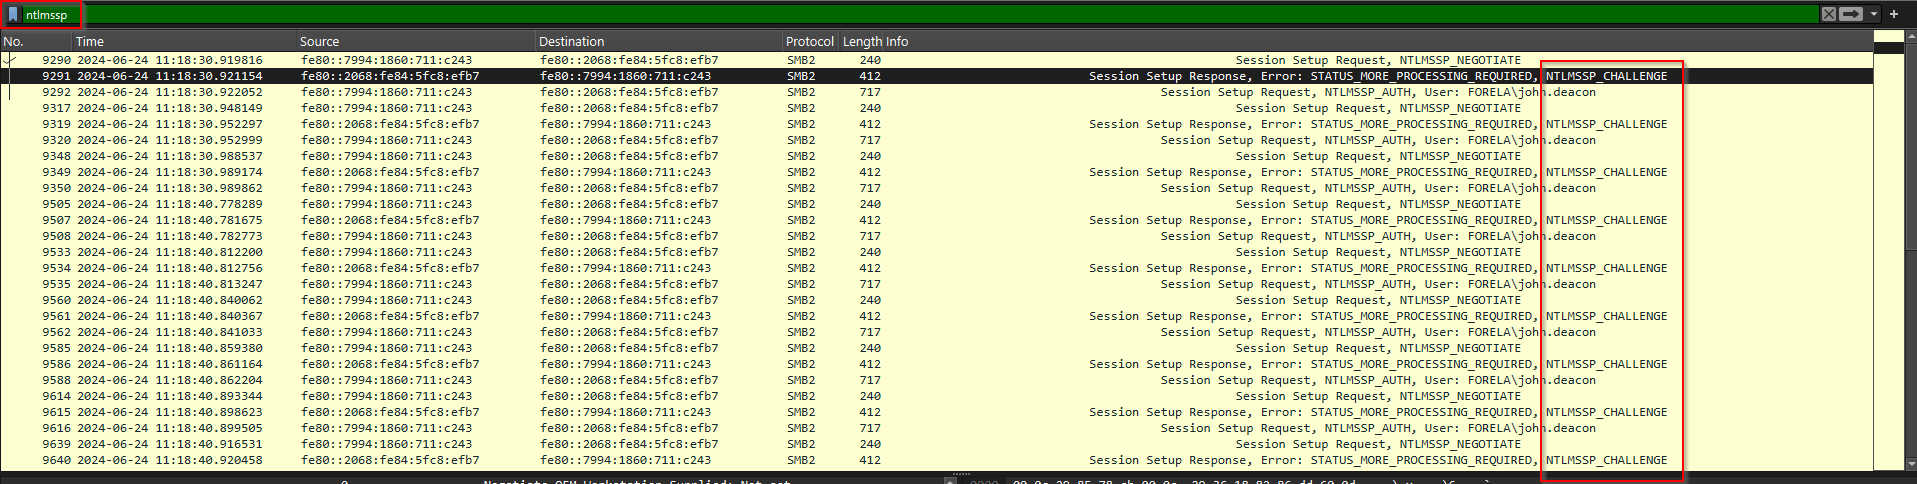 ntlmssp
No. Time Source Destination Protocol Length Info
9290 2024-06-24 11:18:30.919816 fe80::7994:1860:711:c243 fe80::2068:fe84:5fc8:efb7 SMB2 240 Session Setup Request, NTLMSSP_NEGOTIATE
9291 2024-06-24 11:18:30.921154 fe80::2068:fe84:5fc8:efb7 fe80::7994:1860:711:c243 SMB2 412 Session Setup Response, Error: STATUS_MORE_PROCESSING_REQUIRED, NTLMSSP_CHALLENGE
9292 2024-06-24 11:18:30.922052 fe80::7994:1860:711:c243 fe80::2068:fe84:5fc8:efb7 SMB2 717 Session Setup Request, NTLMSSP_AUTH, User: FORELA\john.deacon
9317 2024-06-24 11:18:30.948149 fe80::7994:1860:711:c243 fe80::2068:fe84:5fc8:efb7 SMB2 240 Session Setup Request, NTLMSSP_NEGOTIATE
9319 2024-06-24 11:18:30.952297 fe80::2068:fe84:5fc8:efb7 fe80::7994:1860:711:c243 SMB2 412 Session Setup Response, Error: STATUS_MORE_PROCESSING_REQUIRED, NTLMSSP_CHALLENGE
9320 2024-06-24 11:18:30.952999 fe80::7994:1860:711:c243 fe80::2068:fe84:5fc8:efb7 SMB2 717 Session Setup Request, NTLMSSP_AUTH, User: FORELA\john.deacon
9348 2024-06-24 11:18:30.988537 fe80::7994:1860:711:c243 fe80::2068:fe84:5fc8:efb7 SMB2 240 Session Setup Request, NTLMSSP_NEGOTIATE
9349 2024-06-24 11:18:30.989174 fe80::2068:fe84:5fc8:efb7 fe80::7994:1860:711:c243 SMB2 412 Session Setup Response, Error: STATUS_MORE_PROCESSING_REQUIRED, NTLMSSP_CHALLENGE
9350 2024-06-24 11:18:30.989862 fe80::7994:1860:711:c243 fe80::2068:fe84:5fc8:efb7 SMB2 717 Session Setup Request, NTLMSSP_AUTH, User: FORELA\john.deacon
9505 2024-06-24 11:18:40.778289 fe80::7994:1860:711:c243 fe80::2068:fe84:5fc8:efb7 SMB2 240 Session Setup Request, NTLMSSP_NEGOTIATE
9507 2024-06-24 11:18:40.781675 fe80::2068:fe84:5fc8:efb7 fe80::7994:1860:711:c243 SMB2 412 Session Setup Response, Error: STATUS_MORE_PROCESSING_REQUIRED, NTLMSSP_CHALLENGE
9508 2024-06-24 11:18:40.782773 fe80::7994:1860:711:c243 fe80::2068:fe84:5fc8:efb7 SMB2 717 Session Setup Request, NTLMSSP_AUTH, User: FORELA\john.deacon
9533 2024-06-24 11:18:40.812200 fe80::7994:1860:711:c243 fe80::2068:fe84:5fc8:efb7 SMB2 240 Session Setup Request, NTLMSSP_NEGOTIATE
9534 2024-06-24 11:18:40.812756 fe80::2068:fe84:5fc8:efb7 fe80::7994:1860:711:c243 SMB2 412 Session Setup Response, Error: STATUS_MORE_PROCESSING_REQUIRED, NTLMSSP_CHALLENGE
9535 2024-06-24 11:18:40.813247 fe80::7994:1860:711:c243 fe80::2068:fe84:5fc8:efb7 SMB2 717 Session Setup Request, NTLMSSP_AUTH, User: FORELA\john.deacon
9560 2024-06-24 11:18:40.840062 fe80::7994:1860:711:c243 fe80::2068:fe84:5fc8:efb7 SMB2 240 Session Setup Request, NTLMSSP_NEGOTIATE
9561 2024-06-24 11:18:40.840367 fe80::2068:fe84:5fc8:efb7 fe80::7994:1860:711:c243 SMB2 412 Session Setup Response, Error: STATUS_MORE_PROCESSING_REQUIRED, NTLMSSP_CHALLENGE
9562 2024-06-24 11:18:40.841033 fe80::7994:1860:711:c243 fe80::2068:fe84:5fc8:efb7 SMB2 717 Session Setup Request, NTLMSSP_AUTH, User: FORELA\john.deacon
9585 2024-06-24 11:18:40.859380 fe80::7994:1860:711:c243 fe80::2068:fe84:5fc8:efb7 SMB2 240 Session Setup Request, NTLMSSP_NEGOTIATE
9586 2024-06-24 11:18:40.861164 fe80::2068:fe84:5fc8:efb7 fe80::7994:1860:711:c243 SMB2 412 Session Setup Response, Error: STATUS_MORE_PROCESSING_REQUIRED, NTLMSSP_CHALLENGE
9588 2024-06-24 11:18:40.862204 fe80::7994:1860:711:c243 fe80::2068:fe84:5fc8:efb7 SMB2 717 Session Setup Request, NTLMSSP_AUTH, User: FORELA\john.deacon
9614 2024-06-24 11:18:40.893344 fe80::7994:1860:711:c243 fe80::2068:fe84:5fc8:efb7 SMB2 240 Session Setup Request, NTLMSSP_NEGOTIATE
9615 2024-06-24 11:18:40.898623 fe80::2068:fe84:5fc8:efb7 fe80::7994:1860:711:c243 SMB2 412 Session Setup Response, Error: STATUS_MORE_PROCESSING_REQUIRED, NTLMSSP_CHALLENGE
9616 2024-06-24 11:18:40.899505 fe80::7994:1860:711:c243 fe80::2068:fe84:5fc8:efb7 SMB2 717 Session Setup Request, NTLMSSP_AUTH, User: FORELA\john.deacon
9639 2024-06-24 11:18:40.916531 fe80::7994:1860:711:c243 fe80::2068:fe84:5fc8:efb7 SMB2 240 Session Setup Request, NTLMSSP_NEGOTIATE
9640 2024-06-24 11:18:40.920458 fe80::2068:fe84:5fc8:efb7 fe80::7994:1860:711:c243 SMB2 412 Session Setup Response, Error: STATUS_MORE_PROCESSING_REQUIRED, NTLMSSP_CHALLENGE